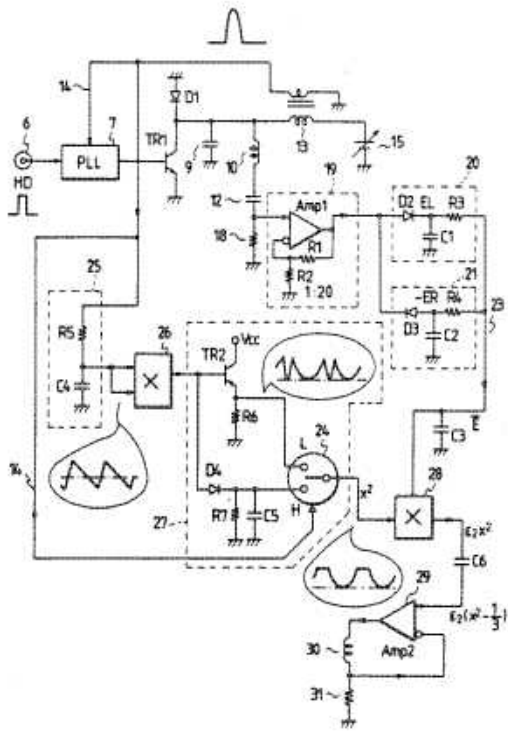 14
D1
6
7
TR1
PLL
HD
9
10
13
15
12
19
20
Amp1
D2 EL R3
C1
18
R1
R2
1:20
21
-ER R4
D3
C2
23
25
R5
26
Vcc
TR2
C4
R6
24
L
E
C3
28
x²
D4
H
R7
C5
27
14
ε₂x²
C6
29
ε₂(x²-1/3)
30
Amp2
31